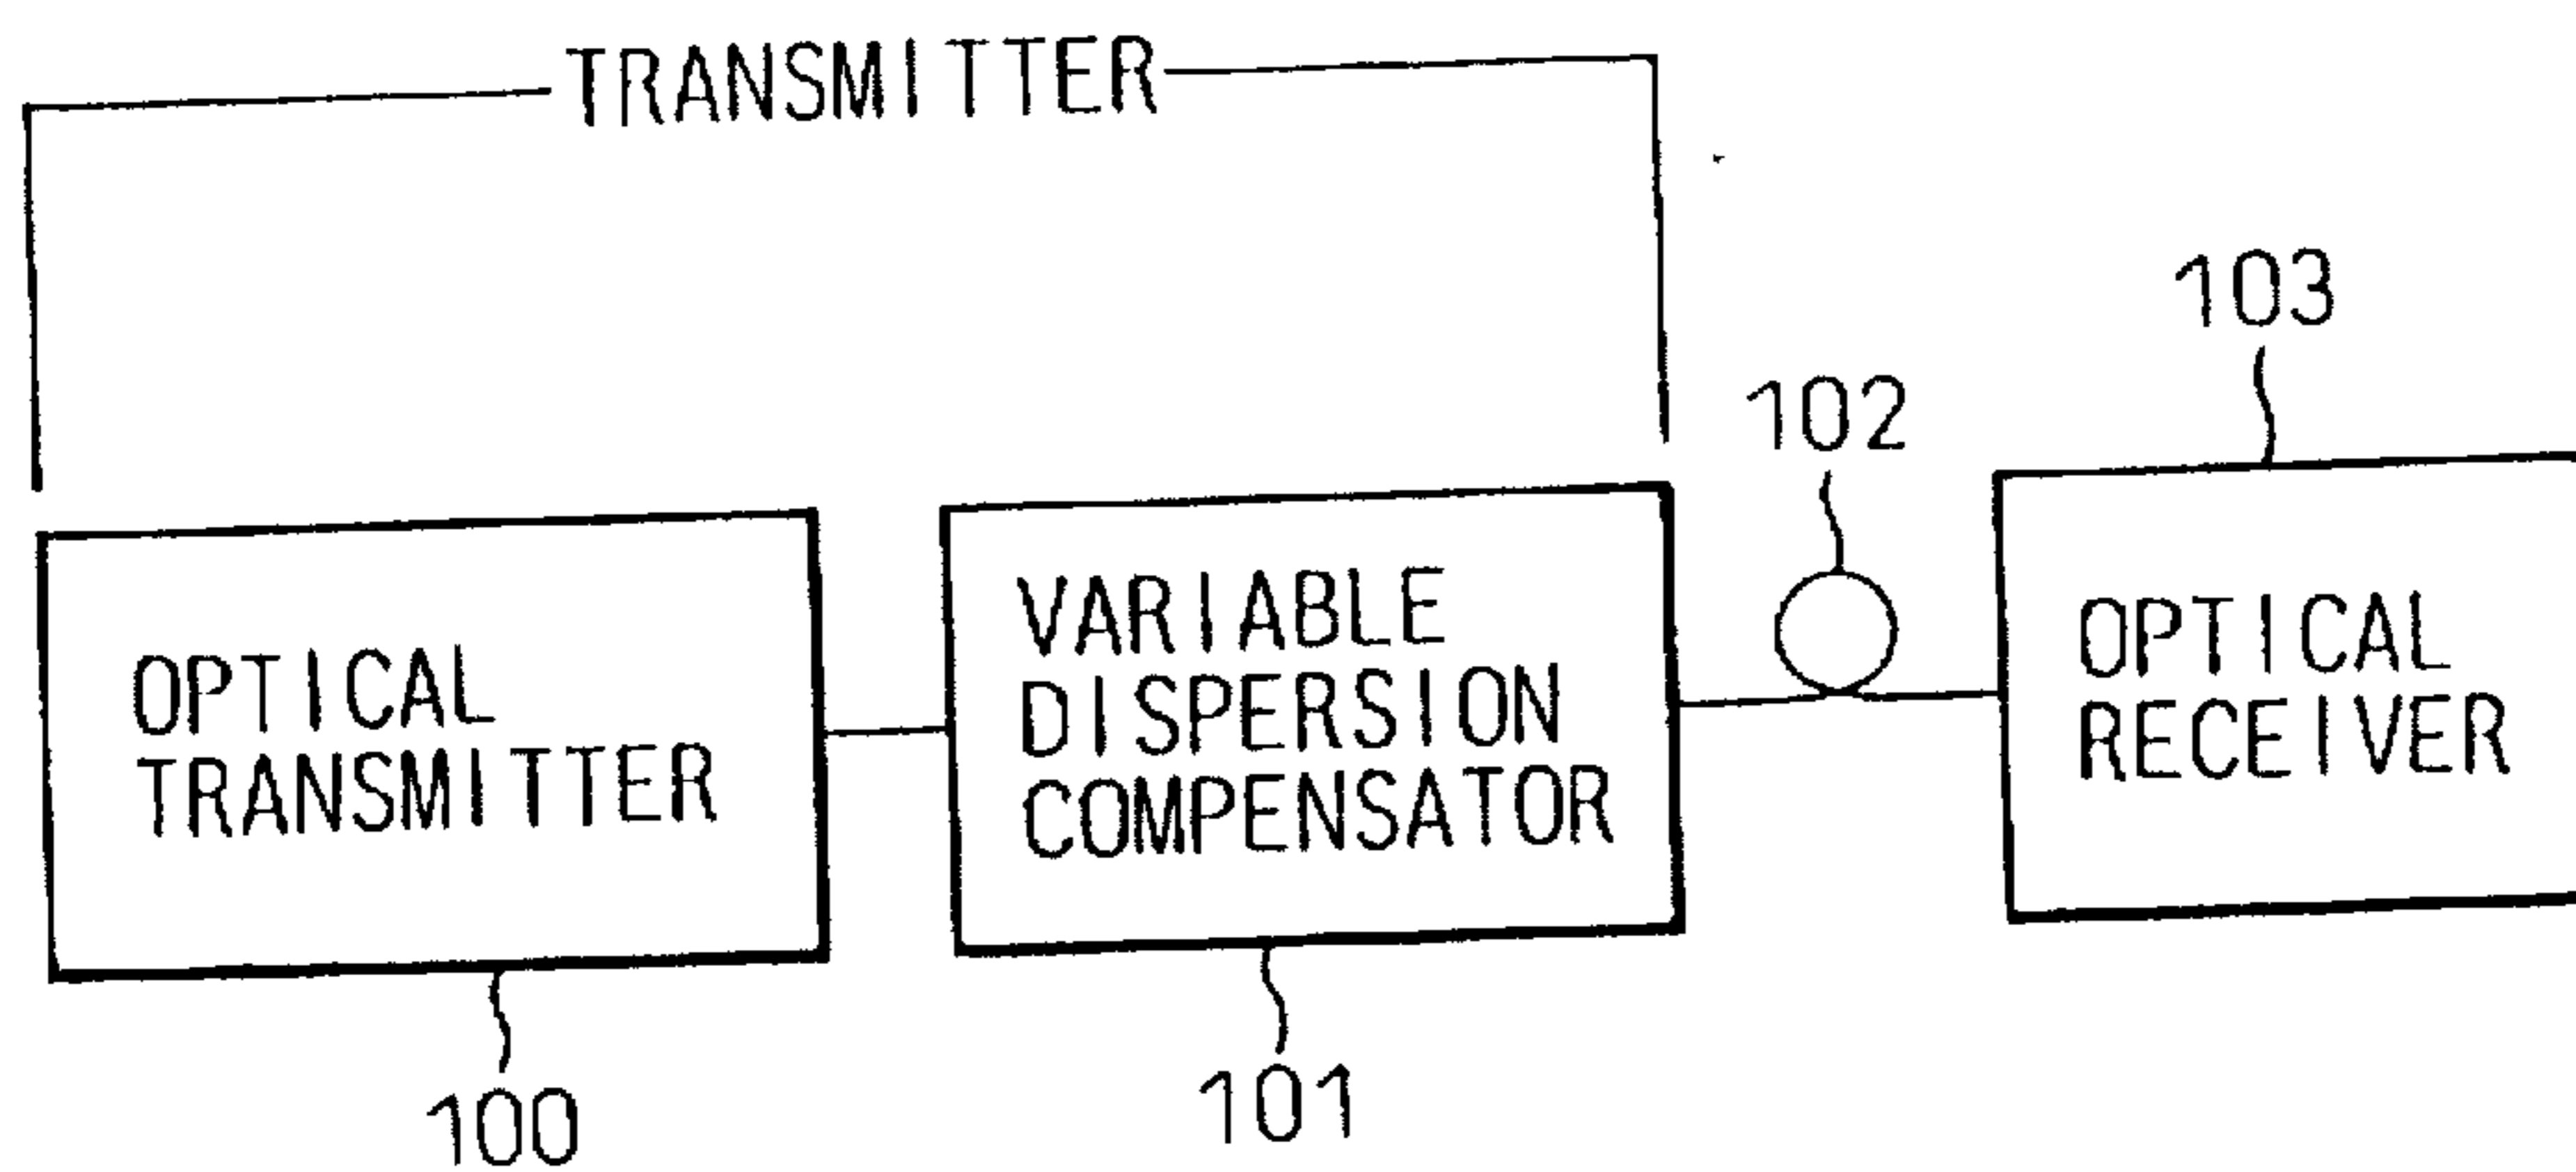 TRANSMITTER
103
102
OPTICAL
TRANSMITTER
VARIABLE
DISPERSION
COMPENSATOR
OPTICAL
RECEIVER
100
101